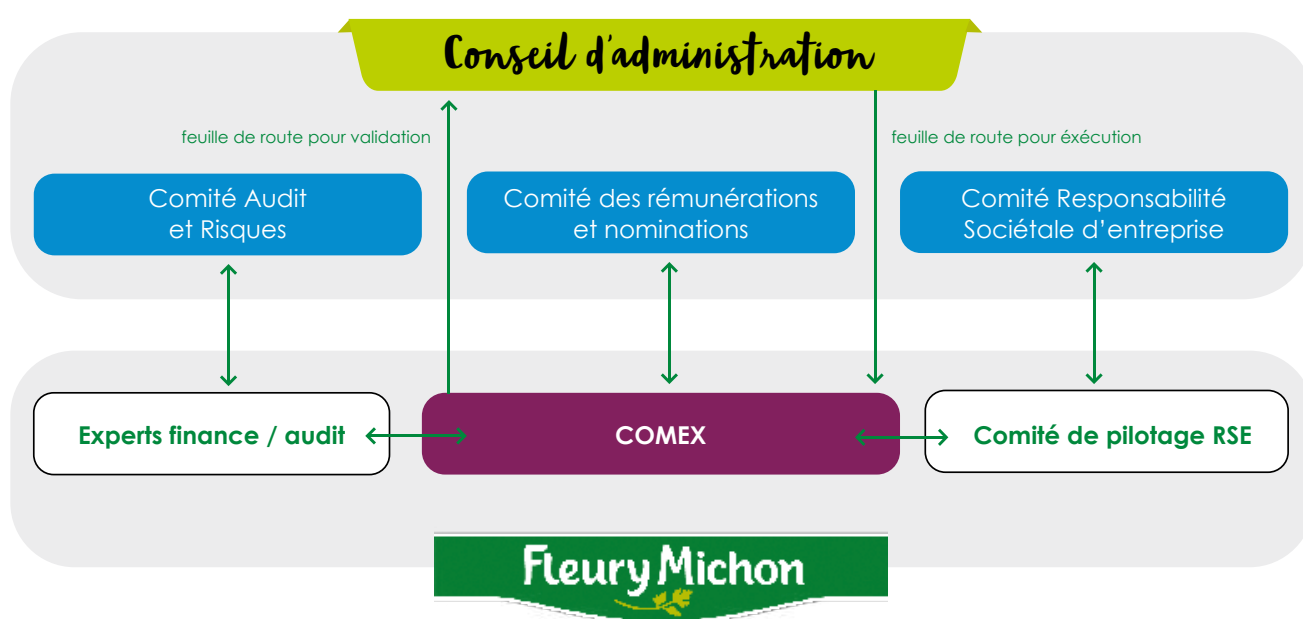 Conseil d'administration
feuille de route pour validation
feuille de route pour éxécution
Comité Audit
et Risques
Comité des rémunérations
et nominations
Comité Responsabilité
Sociétale d'entreprise
Experts finance / audit
COMEX
Comité de pilotage RSE
Fleury Michon